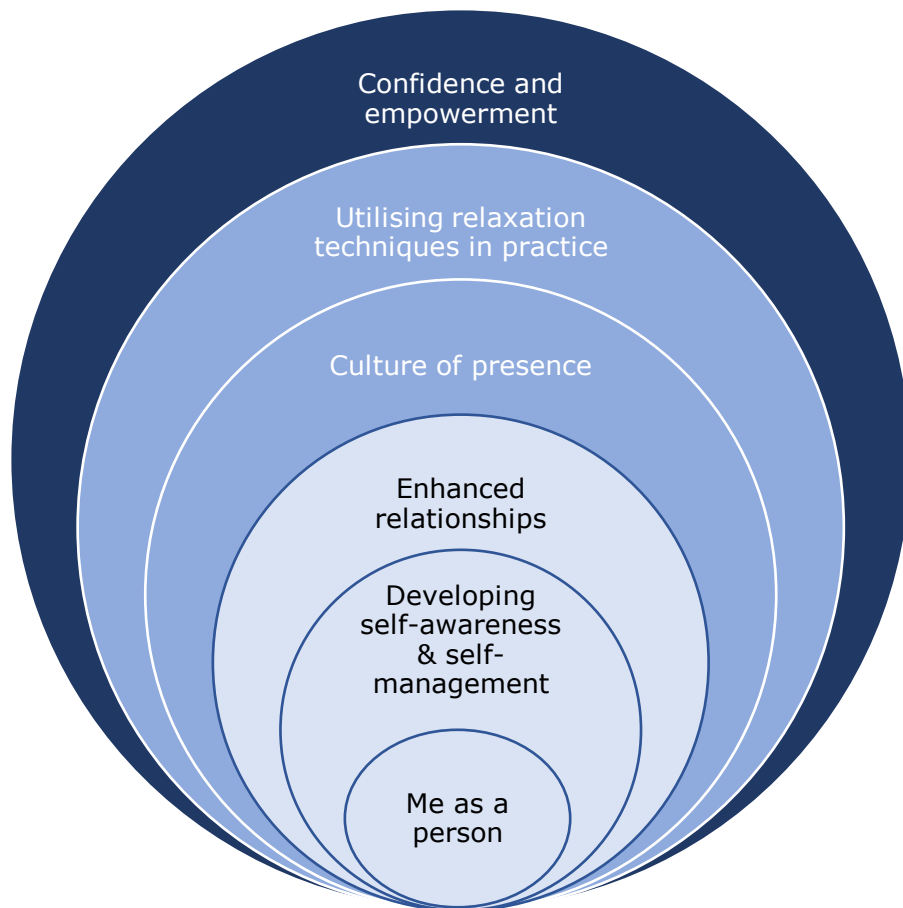 Confidence and
empowerment
Utilising relaxation
techniques in practice
Culture of presence
Enhanced
relationships
Developing
self-awareness
& self-
management
Me as a
person